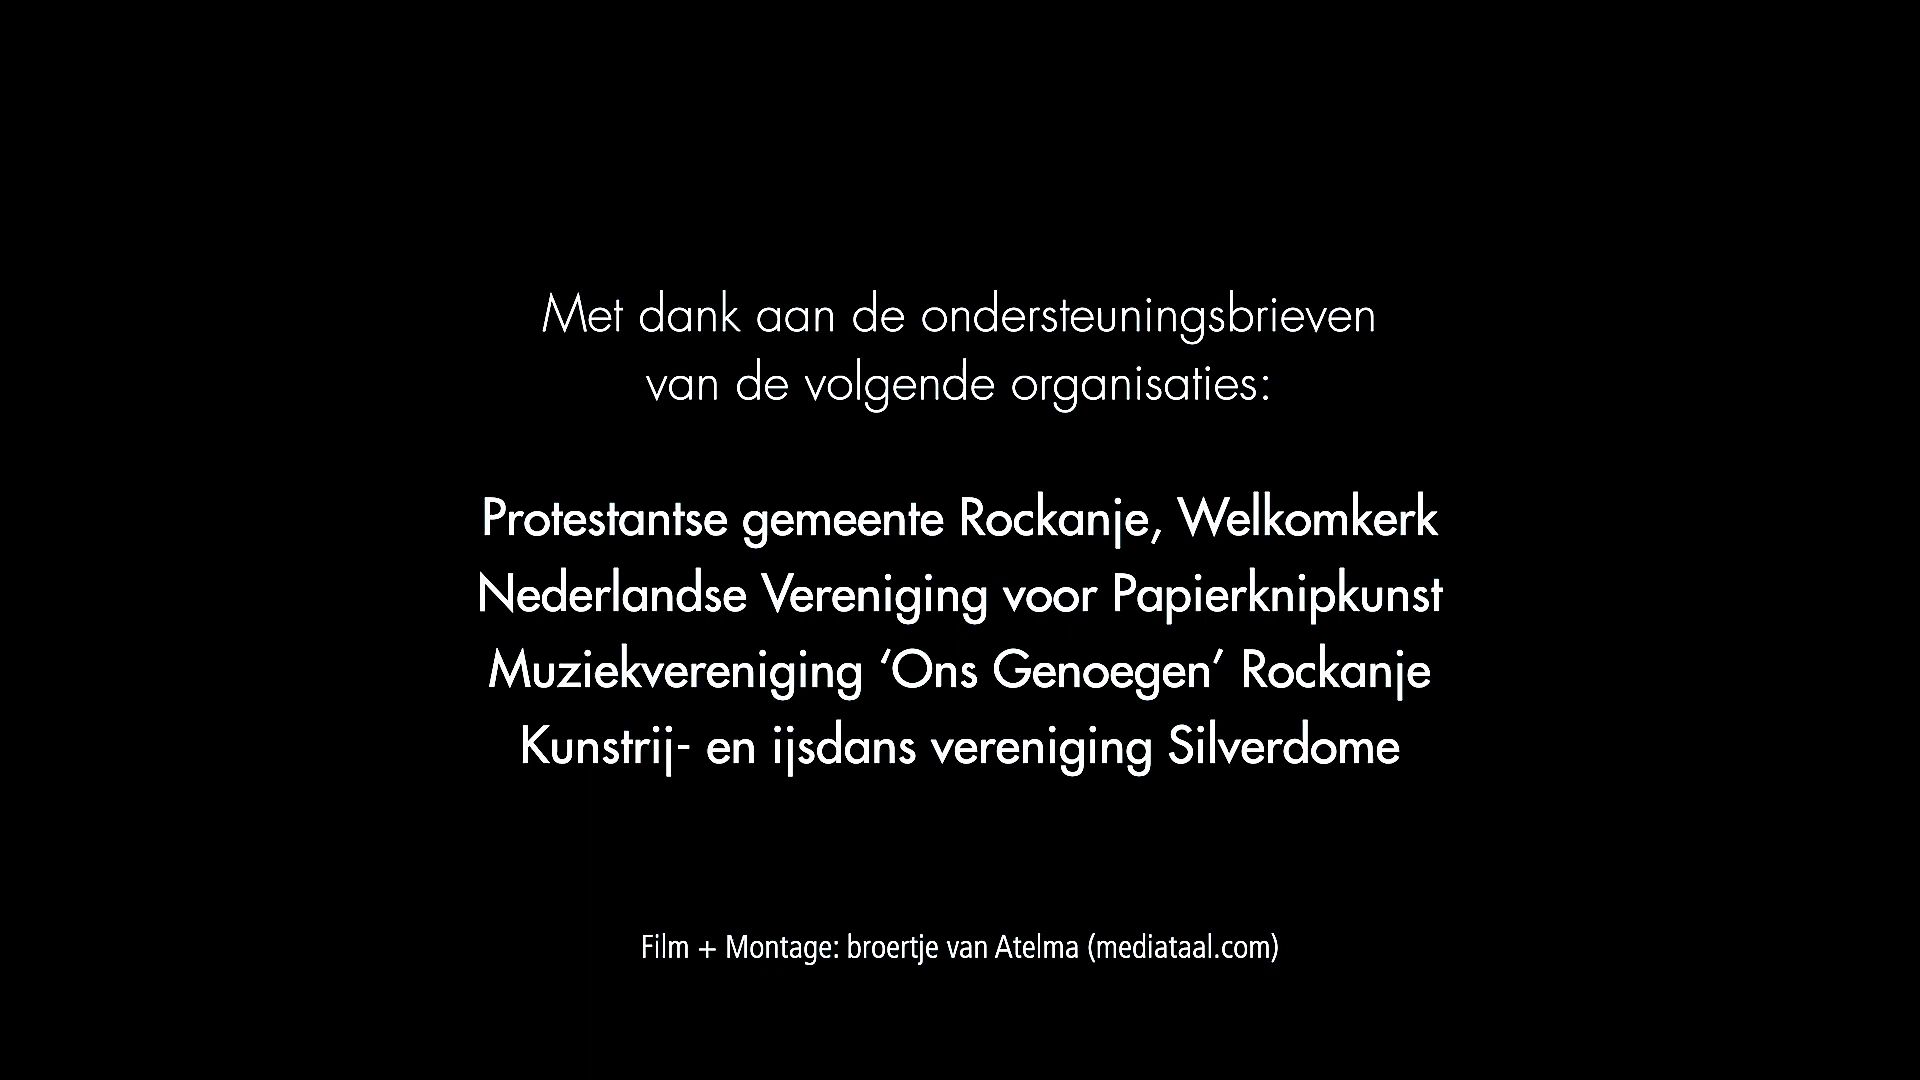 Met dank aan de ondersteuningsbrieven
van de volgende organisaties:
Protestantse gemeente Rockanje, Welkomkerk
Nederlandse Vereniging voor Papierknipkunst
Muziekvereniging ‘Ons Genoegen’ Rockanje
Kunstrij- en ijsdans vereniging Silverdome
Film + Montage: broertje van Atelma (mediataal.com)